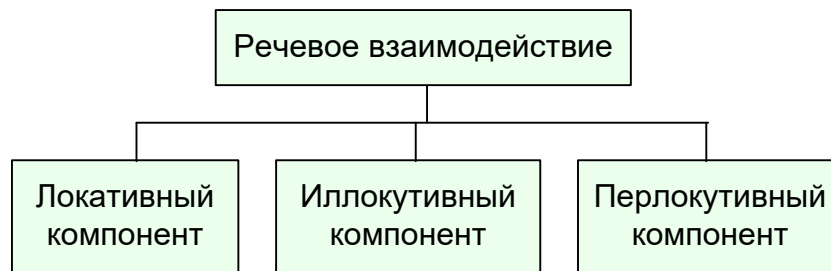 Речевое взаимодействие
Локативный
компонент
Иллокутивный
компонент
Перлокутивный
компонент